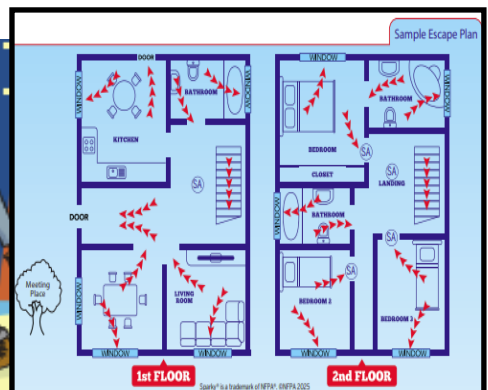 Sample Escape Plan
DOOR
WINDOW
WINDOW
BATHROOM
WINDOW
KITCHEN
SA
DOOR
Meeting
Place
WINDOW
LIVING
ROOM
WINDOW
WINDOW
1st FLOOR
WINDOW
BATHROOM
WINDOW
BEDROOM
SA
CLOSET
SA
LANDING
WINDOW
BATHROOM
SA
SA
BEDROOM 2
BEDROOM 3
WINDOW
WINDOW
2nd FLOOR
Sparky® is a trademark of NFPA®. ©NFPA 2025